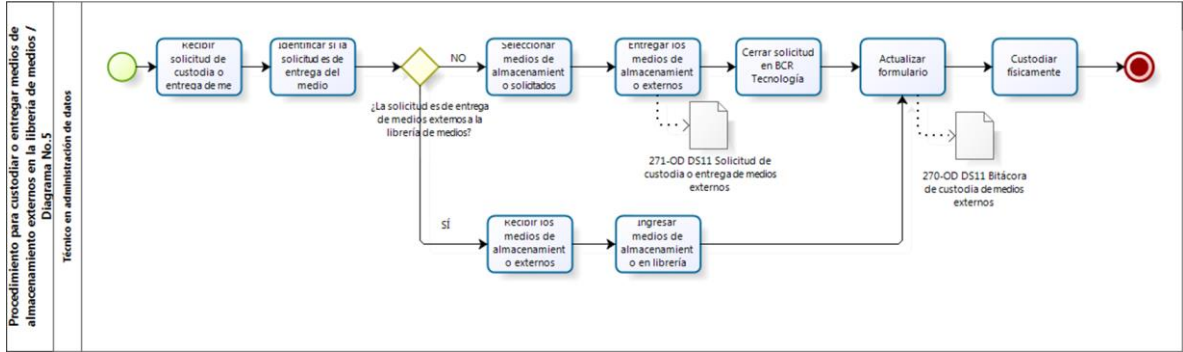 Procedimiento para custodiar o entregar medios de
almacenamiento externos en la librería de medios /
Diagrama No.5
Técnico en administración de datos
Recibir
solicitud de
custodia o
entrega de me
Identificar si la
solicitud es de
entrega del
medio
¿La solicitud es de entrega
de medios externos a la
librería de medios?
NO
Seleccionar
medios de
almacenamient
o solicitados
Entregar los
medios de
almacenamient
o externos
271-OD DS11 Solicitud de
custodia o entrega de medios
externos
Cerrar solicitud
en BCR
Tecnología
Actualizar
formulario
270-OD DS11 Bitácora
de custodia de medios
externos
Custodiar
físicamente
SÍ
Recibir los
medios de
almacenamient
o externos
Ingresar
medios de
almacenamient
o en librería